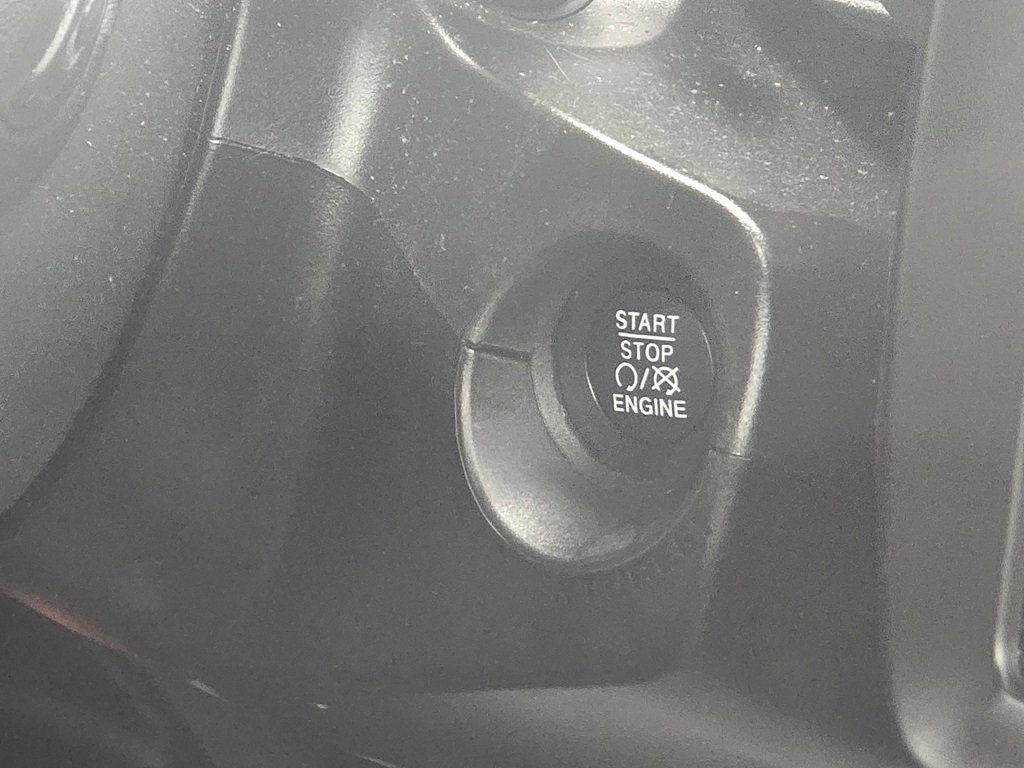 START
STOP
/
ENGINE